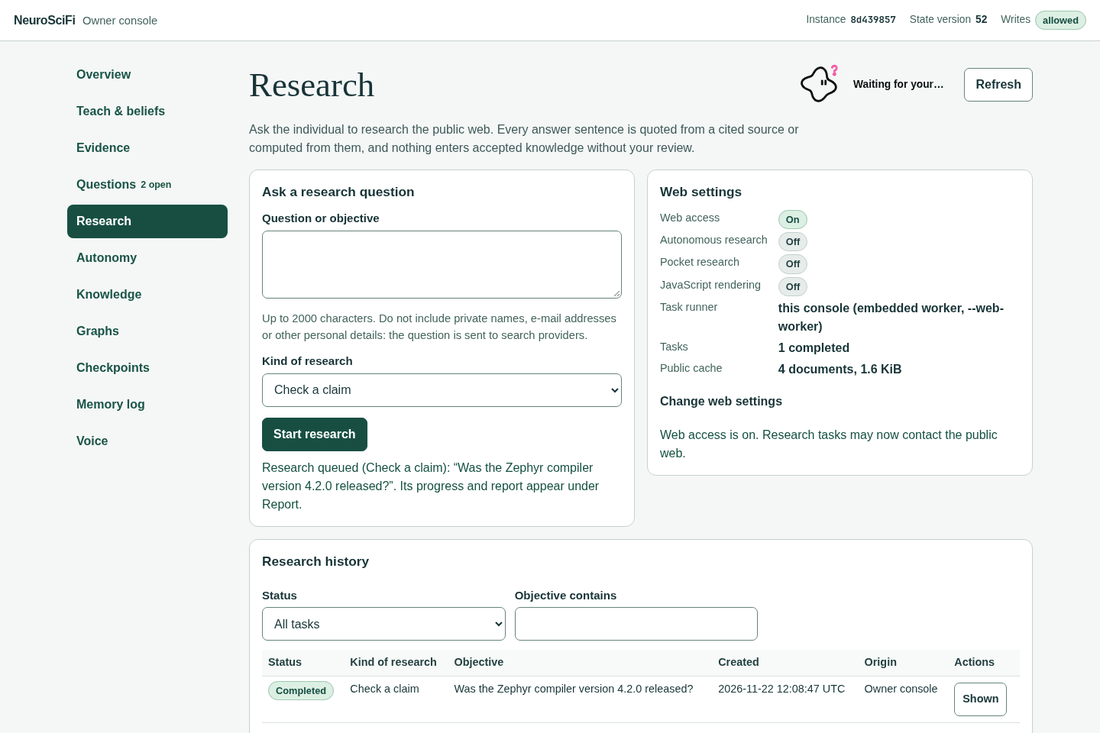 NeuroSciFi Owner console
Instance 8d439857 State version 52 Writes allowed
Overview
Teach & beliefs
Evidence
Questions 2 open
Research
Autonomy
Knowledge
Graphs
Checkpoints
Memory log
Voice
Research
?
Waiting for your…
Refresh
Ask the individual to research the public web. Every answer sentence is quoted from a cited source or
computed from them, and nothing enters accepted knowledge without your review.
Ask a research question
Question or objective
Up to 2000 characters. Do not include private names, e-mail addresses
or other personal details: the question is sent to search providers.
Kind of research
Check a claim
Start research
Research queued (Check a claim): “Was the Zephyr compiler
version 4.2.0 released?”. Its progress and report appear under
Report.
Web settings
Web access On
Autonomous research Off
Pocket research Off
JavaScript rendering Off
Task runner this console (embedded worker, --web-
worker)
Tasks 1 completed
Public cache 4 documents, 1.6 KiB
Change web settings
Web access is on. Research tasks may now contact the public
web.
Research history
Status
All tasks
Objective contains
Status Kind of research Objective Created Origin Actions
Completed Check a claim Was the Zephyr compiler version 4.2.0 released? 2026-11-22 12:08:47 UTC Owner console Shown